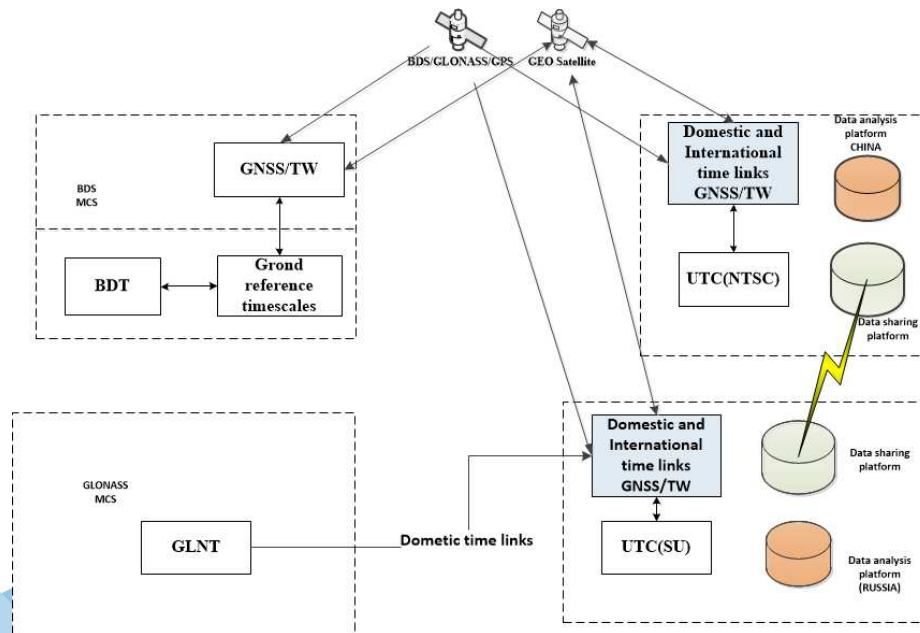 BDS/GLONASS/GPS
GEO Satellite
GNSS/TW
BDS
MCS
BDT
Grond
reference
timescales
Domestic and
International
time links
GNSS/TW
Data analysis
platform
CHINA
UTC(NTSC)
Data sharing
platform
GLONASS
MCS
GLNT
Dometic time links
Domestic and
International
time links
GNSS/TW
UTC(SU)
Data sharing
platform
Data analysis
platform
(RUSSIA)